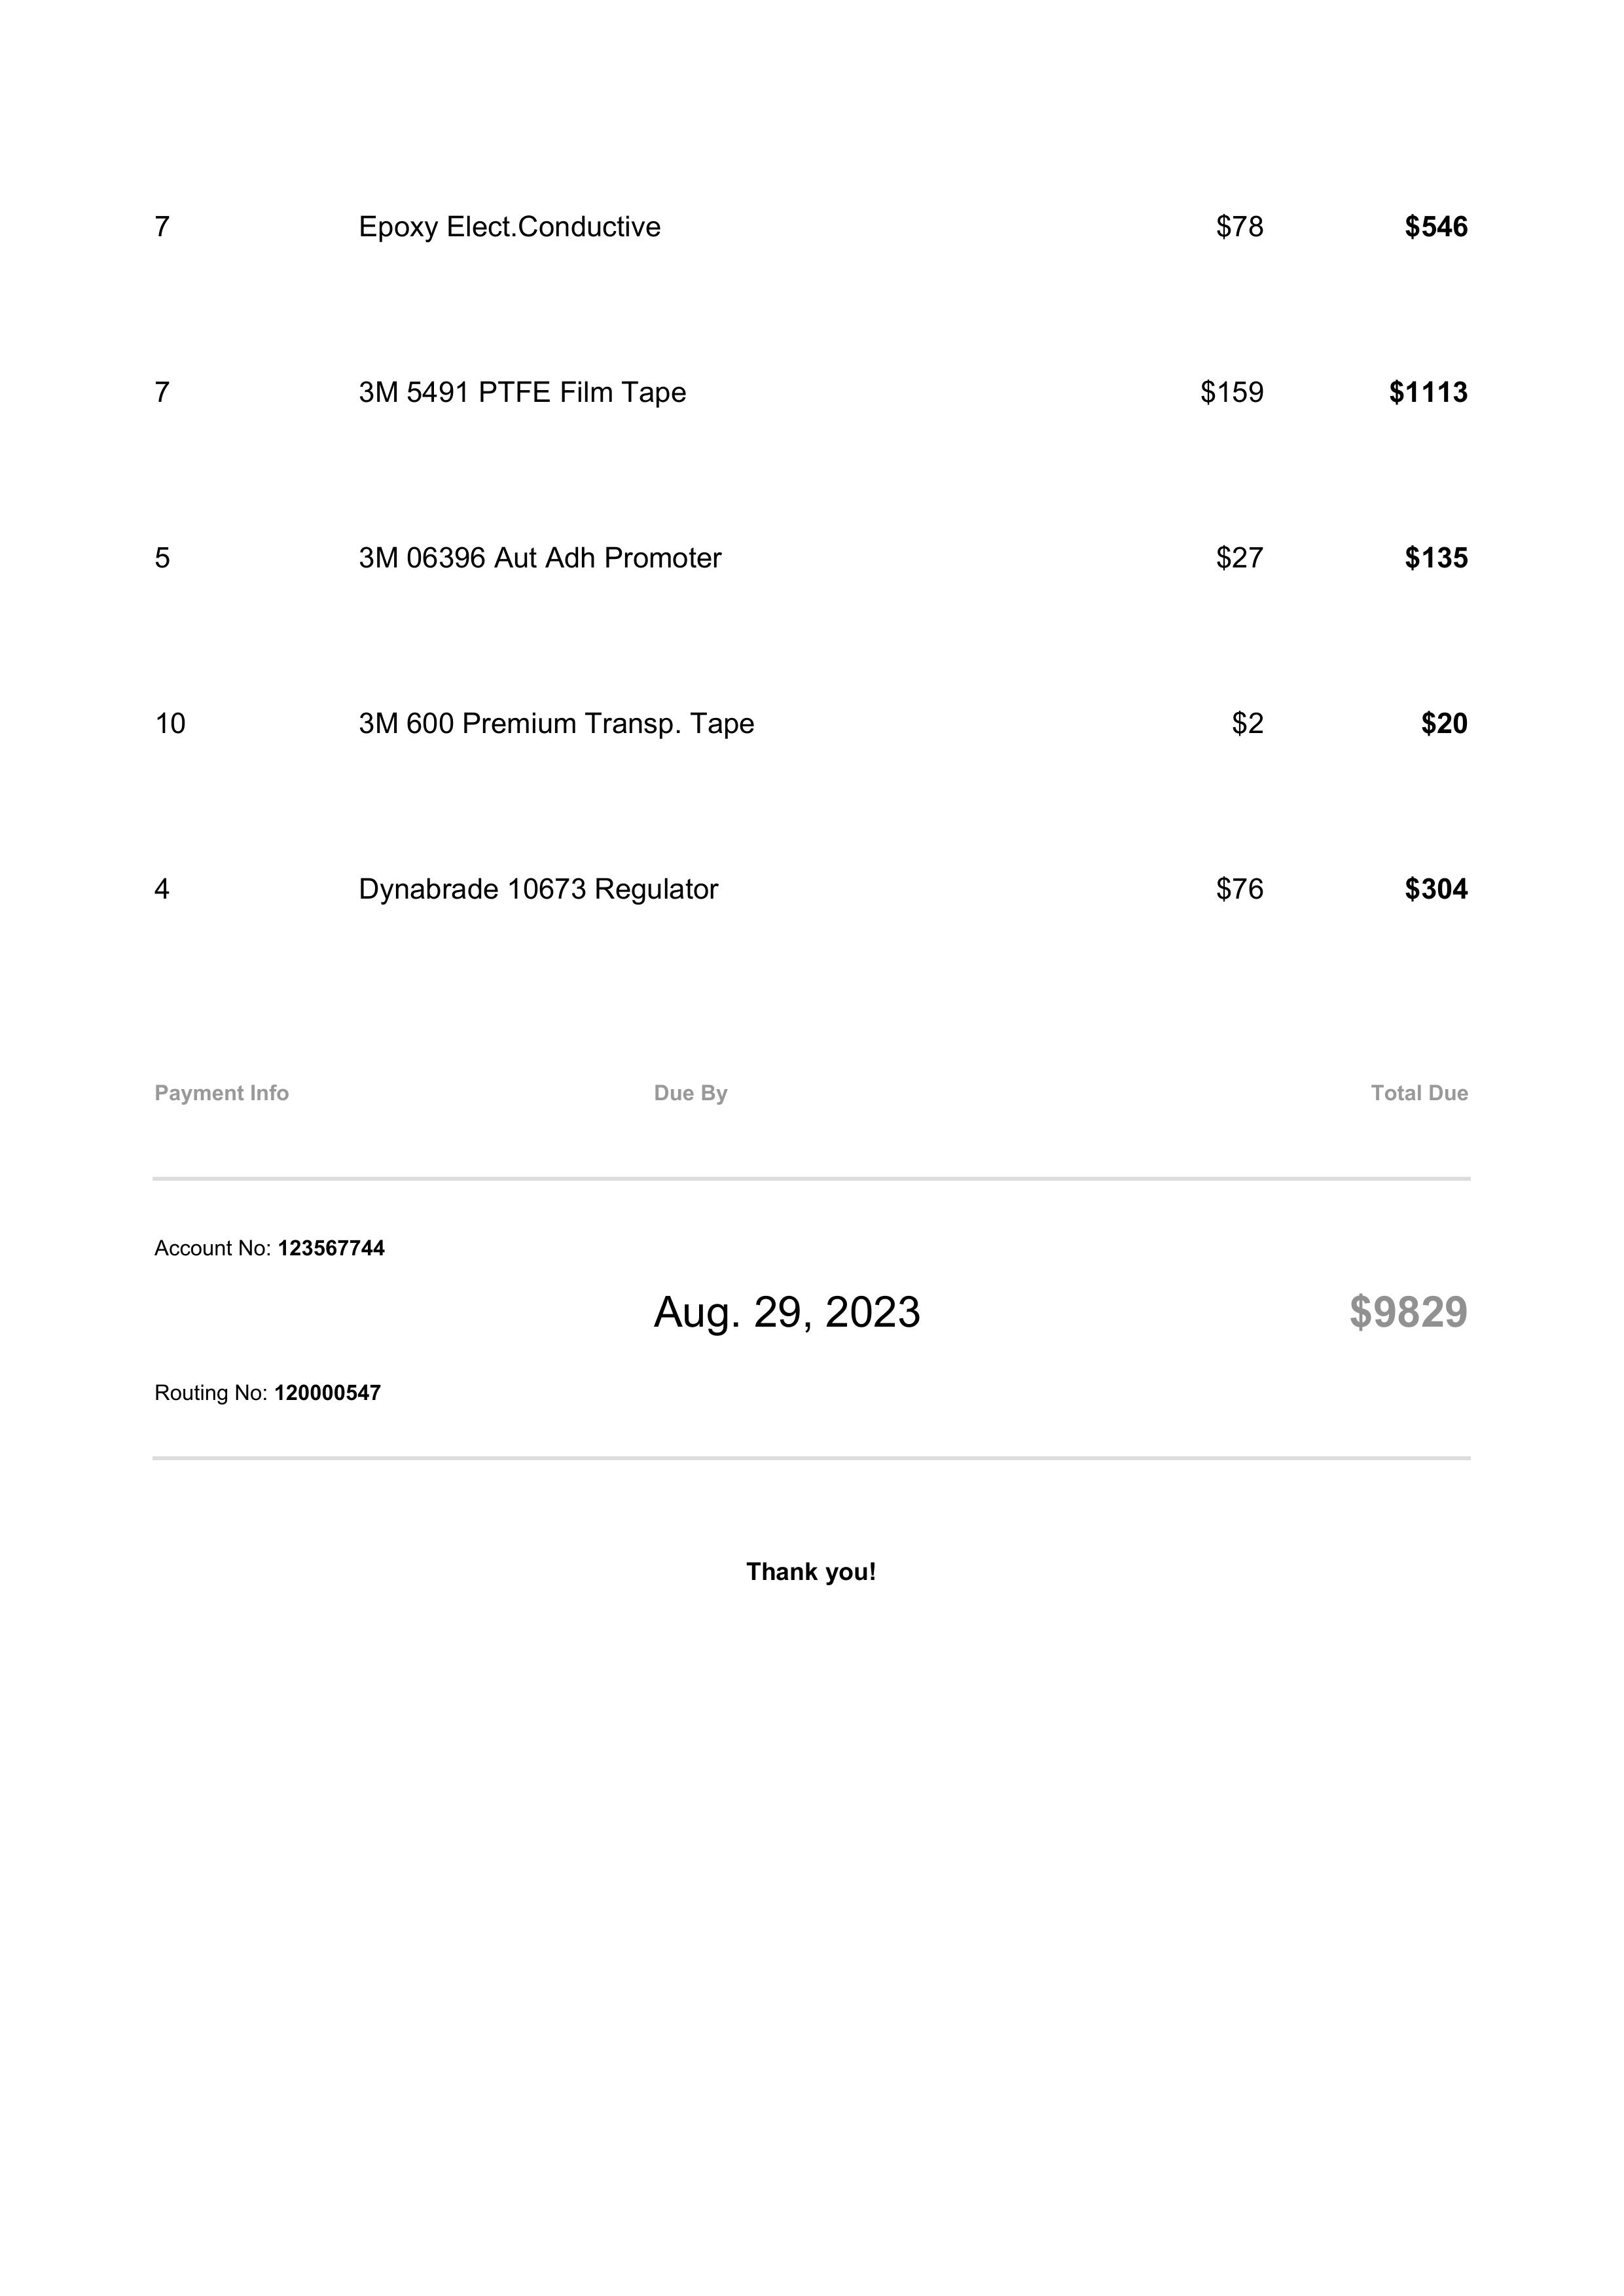 7 Epoxy Elect.Conductive $78 $546
7 3M 5491 PTFE Film Tape $159 $1113
5 3M 06396 Aut Adh Promoter $27 $135
10 3M 600 Premium Transp. Tape $2 $20
4 Dynabrade 10673 Regulator $76 $304
Payment Info Due By Total Due
Account No: 123567744
Aug. 29, 2023 $9829
Routing No: 120000547
Thank you!